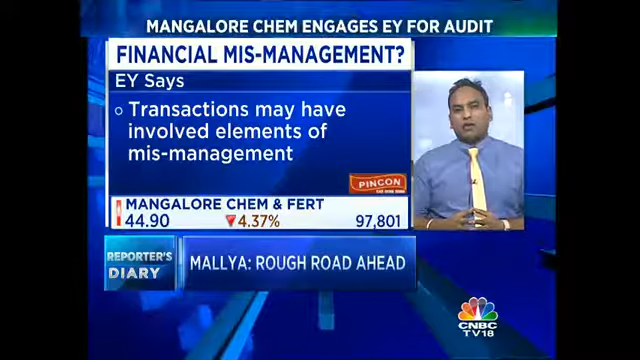 MANGALORE CHEM ENGAGES EY FOR AUDIT
FINANCIAL MIS-MANAGEMENT?
EY Says
Transactions may have
involved elements of
mis-management
PINCON
MANGALORE CHEM & FERT
44.90 4.37% 97,801
REPORTER'S
DIARY
MALLYA: ROUGH ROAD AHEAD
CNBC
TV18